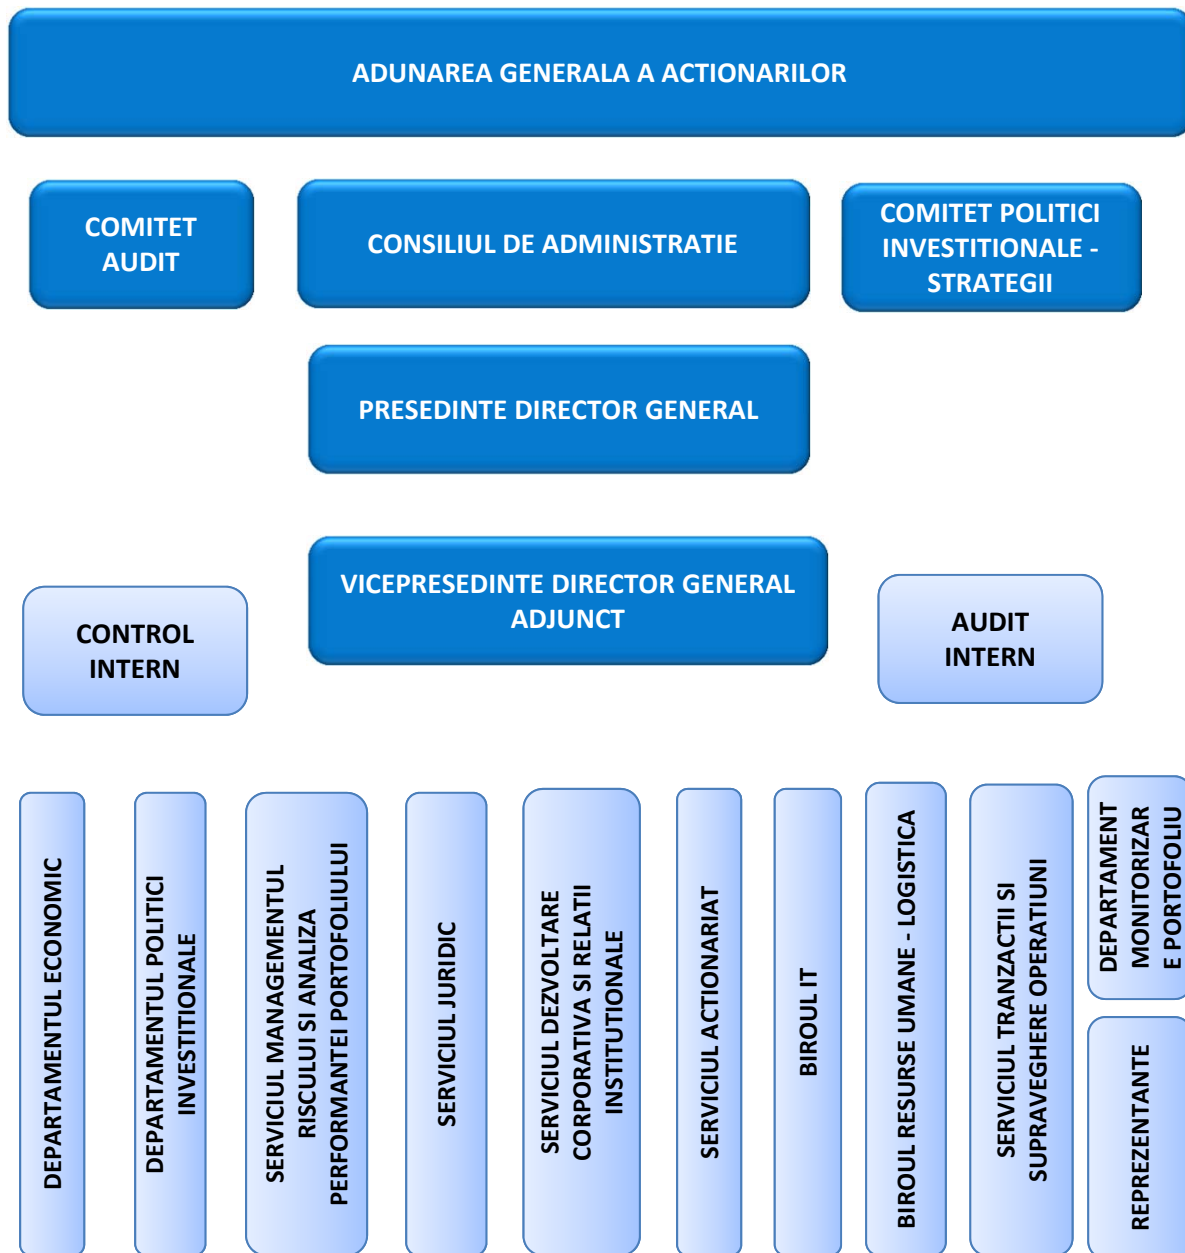 ADUNAREA GENERALA A ACTIONARILOR
COMITET
AUDIT
CONSILIUL DE ADMINISTRATIE
COMITET POLITICI
INVESTITIONALE -
STRATEGII
PRESEDINTE DIRECTOR GENERAL
VICEPRESEDINTE DIRECTOR GENERAL
ADJUNCT
CONTROL
INTERN
AUDIT
INTERN
DEPARTAMENTUL ECONOMIC
DEPARTAMENTUL POLITICI
INVESTITIONALE
SERVICIUL MANAGEMENTUL
RISCULUI SI ANALIZA
PERFORMANTEI PORTOFOLIULUI
SERVICIUL JURIDIC
SERVICIUL DEZVOLTARE
CORPORATIVA SI RELATII
INSTITUTIONALE
SERVICIUL ACTIONARIAT
BIROUL IT
BIROUL RESURSE UMANE - LOGISTICA
SERVICIUL TRANZACTII SI
SUPRAVEGHERE OPERATIUNI
DEPARTAMENT
MONITORIZAR
E PORTOFOLIU
REPREZENTANTE